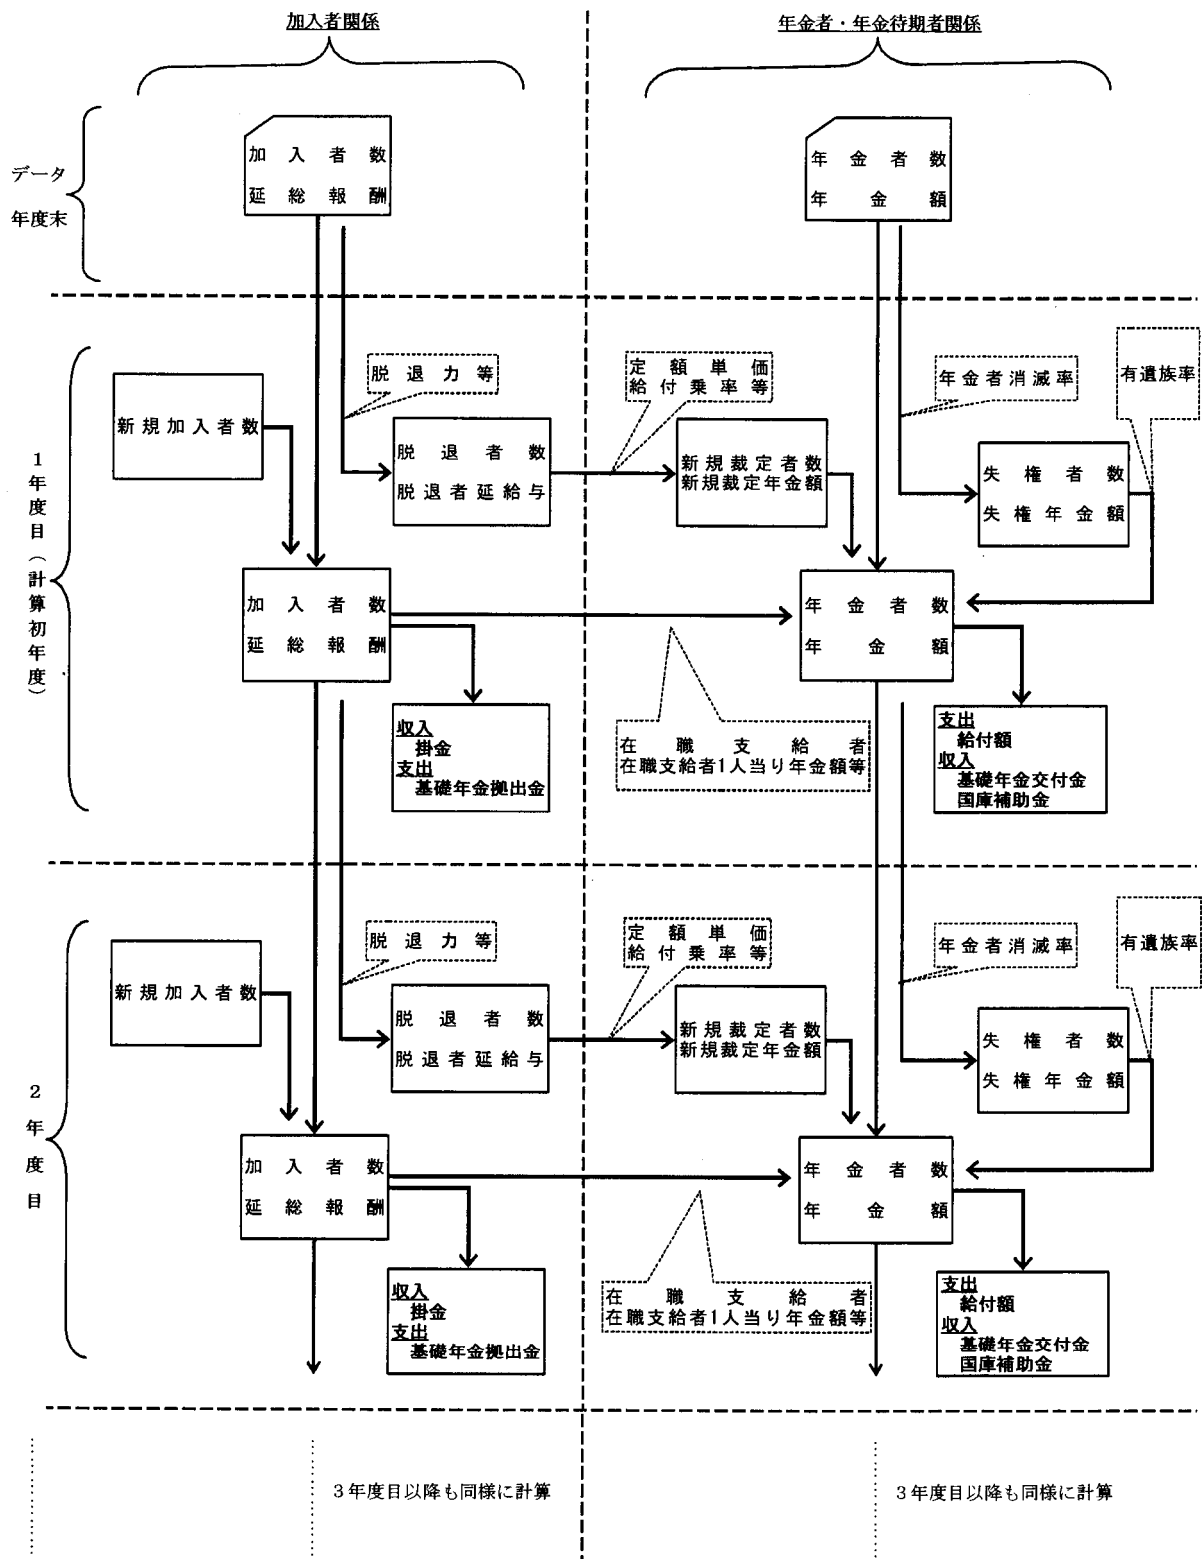 加入者関係
年金者・年金待期者関係
データ
年度末
加入者数
延総報酬
年金者数
年金額
1年度目(計算初年度)
新規加入者数
脱退力等
脱退者数
脱退者延給与
定額単価
給付乗率等
新規裁定者数
新規裁定年金額
年金者消滅率
有遺族率
失権者数
失権年金額
加入者数
延総報酬
年金者数
年金額
収入
掛金
支出
基礎年金拠出金
在職支給者
在職支給者1人当り年金額等
支出
給付額
収入
基礎年金交付金
国庫補助金
2年度目
新規加入者数
脱退力等
脱退者数
脱退者延給与
定額単価
給付乗率等
新規裁定者数
新規裁定年金額
年金者消滅率
有遺族率
失権者数
失権年金額
加入者数
延総報酬
年金者数
年金額
収入
掛金
支出
基礎年金拠出金
在職支給者
在職支給者1人当り年金額等
支出
給付額
収入
基礎年金交付金
国庫補助金
3年度目以降も同様に計算
3年度目以降も同様に計算